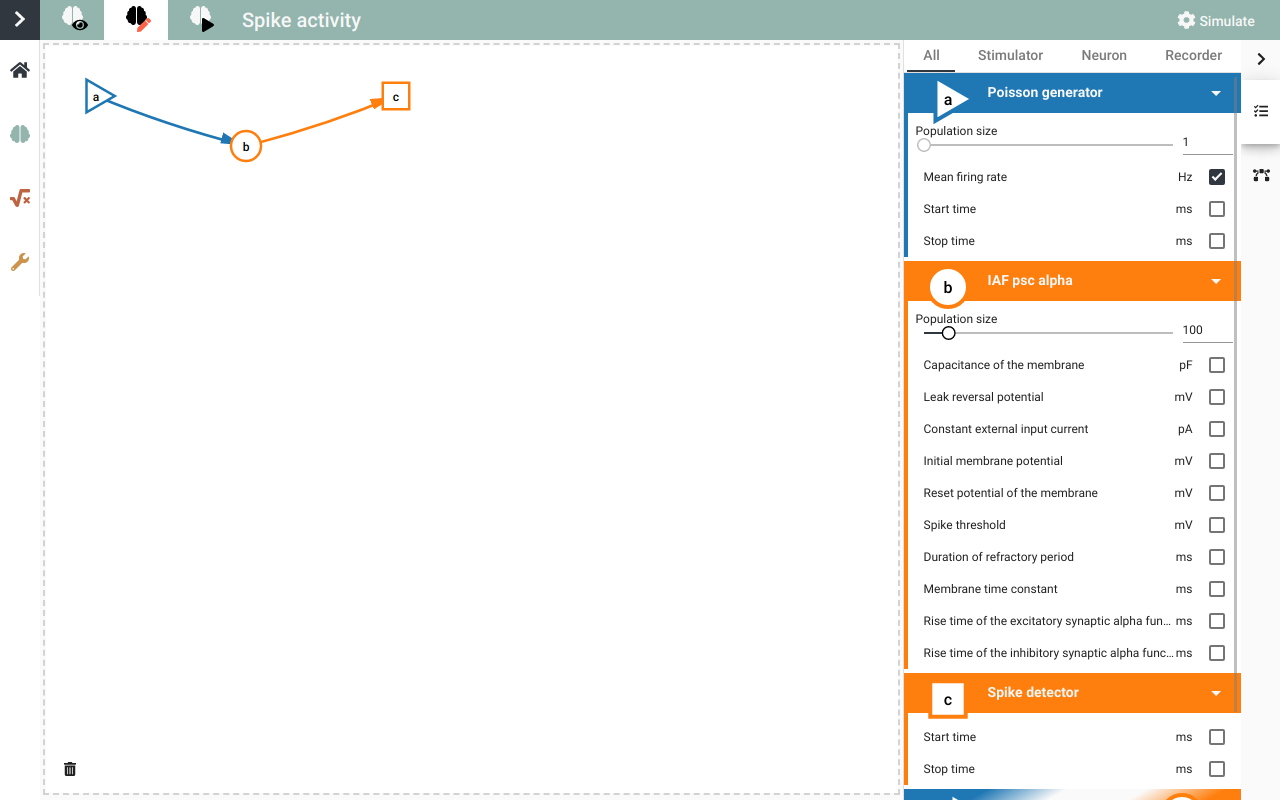 Spike activity
Simulate
All
Stimulator
Neuron
Recorder
a
b
c
a
Poisson generator
Population size
1
Mean firing rate Hz
Start time ms
Stop time ms
b
IAF psc alpha
Population size
100
Capacitance of the membrane pF
Leak reversal potential mV
Constant external input current pA
Initial membrane potential mV
Reset potential of the membrane mV
Spike threshold mV
Duration of refractory period ms
Membrane time constant ms
Rise time of the excitatory synaptic alpha fun... ms
Rise time of the inhibitory synaptic alpha func... ms
c
Spike detector
Start time ms
Stop time ms